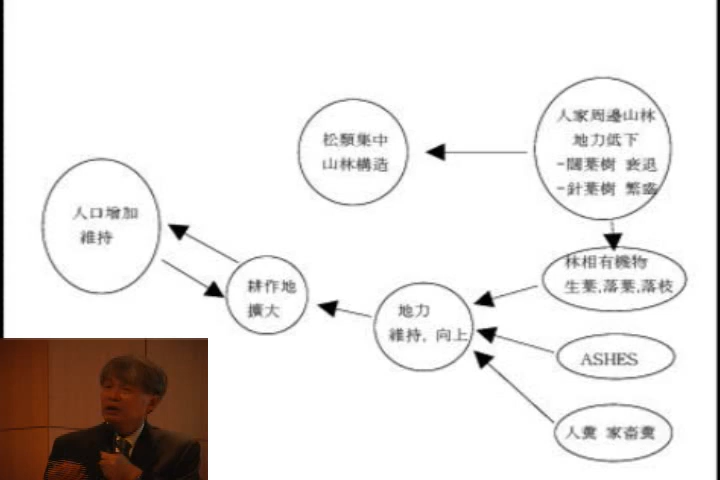 人家周邊山林
地力低下
-闊葉樹 衰退
-針葉樹 繁盛
松類集中
山林構造
人口增加
維持
林相有機物
生葉,落葉,落枝
耕作地
擴大
地力
維持, 向上
ASHES
人糞 家畜糞